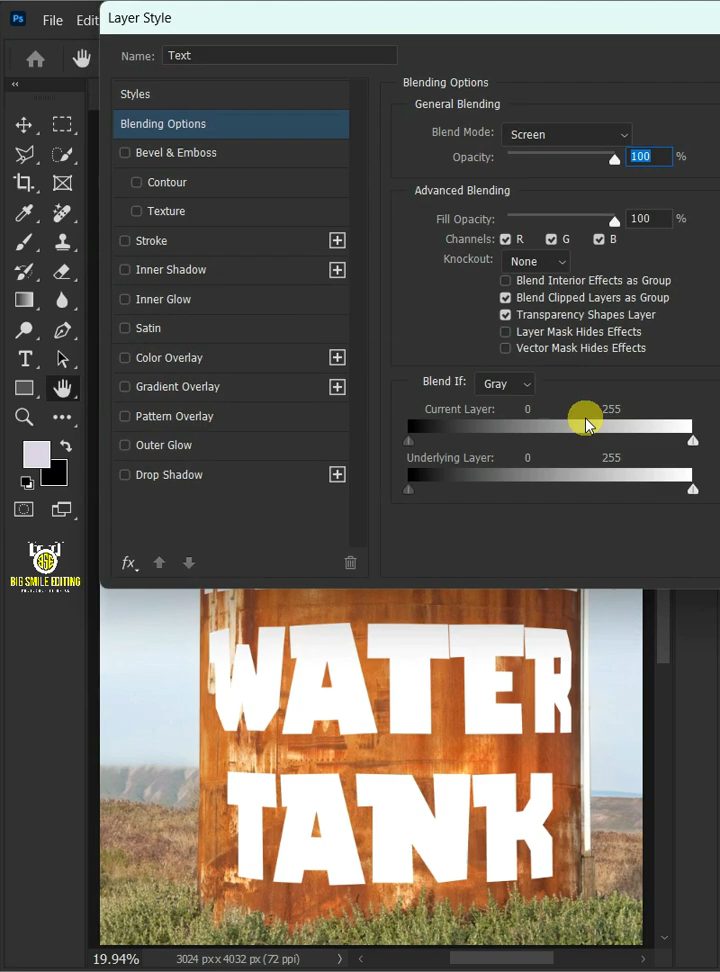 Ps File Edit
Layer Style
Name: Text
Styles
Blending Options
Bevel & Emboss
Contour
Texture
Stroke
Inner Shadow
Inner Glow
Satin
Color Overlay
Gradient Overlay
Pattern Overlay
Outer Glow
Drop Shadow
fx
Blending Options
General Blending
Blend Mode: Screen
Opacity: 100 %
Advanced Blending
Fill Opacity: 100 %
Channels: R G B
Knockout: None
Blend Interior Effects as Group
Blend Clipped Layers as Group
Transparency Shapes Layer
Layer Mask Hides Effects
Vector Mask Hides Effects
Blend If: Gray
Current Layer: 0 255
Underlying Layer: 0 255
BIG SMILE EDITING
WATER
TANK
19.94% 3024 px x 4032 px (72 ppi)